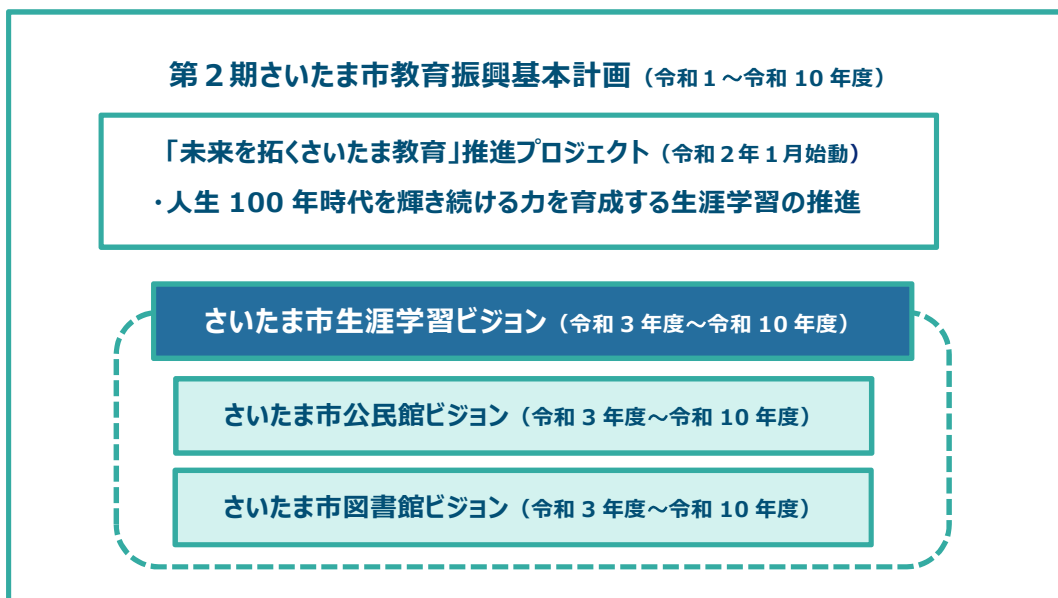 第２期さいたま市教育振興基本計画（令和１～令和 10 年度）
「未来を拓くさいたま教育」推進プロジェクト（令和２年１月始動）
・人生 100 年時代を輝き続ける力を育成する生涯学習の推進
さいたま市生涯学習ビジョン（令和 3 年度～令和 10 年度）
さいたま市公民館ビジョン（令和 3 年度～令和 10 年度）
さいたま市図書館ビジョン（令和 3 年度～令和 10 年度）